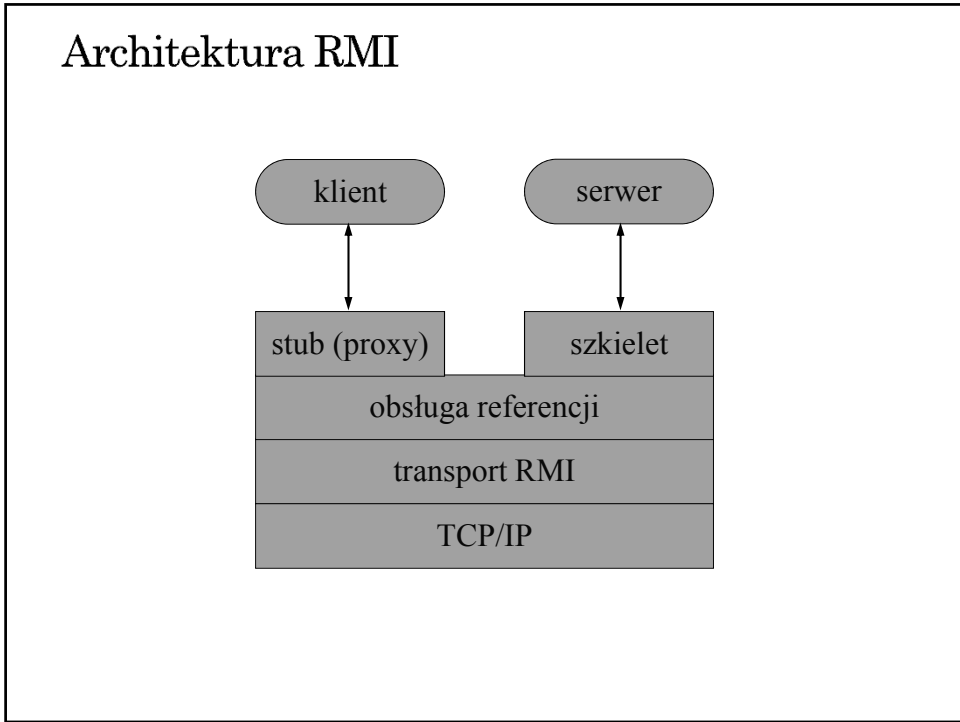 Architektura RMI
klient
serwer
stub (proxy)
szkielet
obsługa referencji
transport RMI
TCP/IP